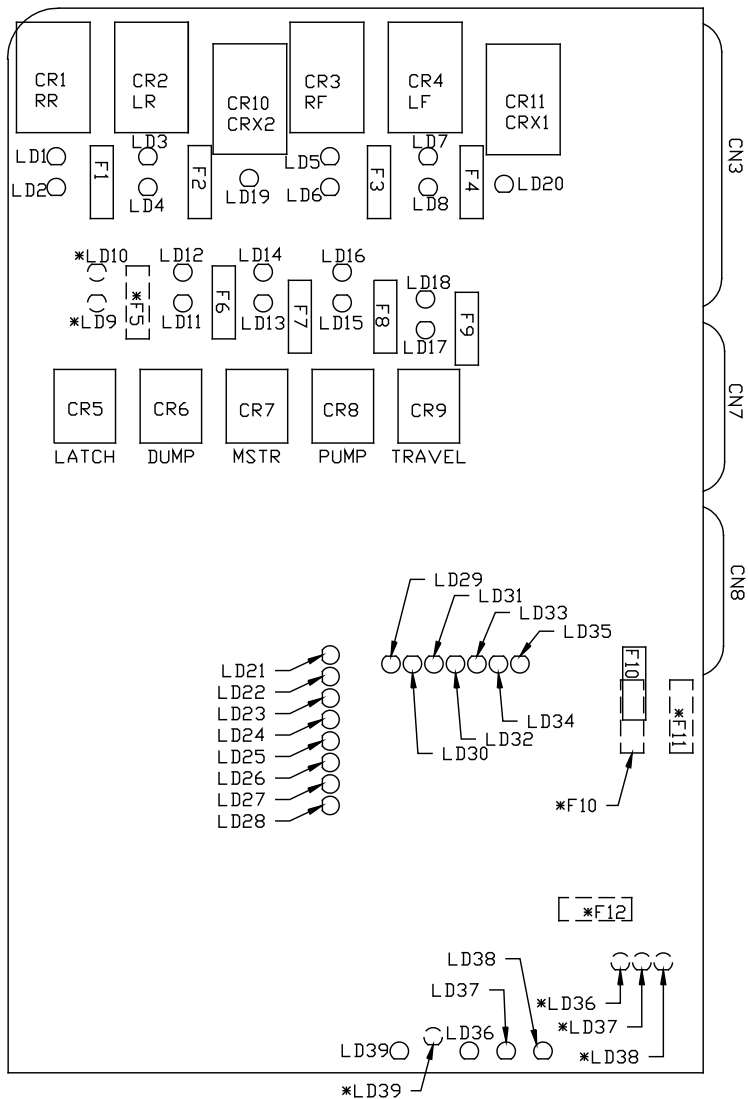 CR1
RR
CR2
LR
CR10
CRX2
CR3
RF
CR4
LF
CR11
CRX1
CN3
LD1
LD2
F1
LD3
LD4
F2
LD19
LD5
LD6
F3
LD7
LD8
F4
LD20
*LD10
*LD9
*F5
LD12
LD11
F6
LD14
LD13
F7
LD16
LD15
F8
LD18
LD17
F9
CN7
CR5
LATCH
CR6
DUMP
CR7
MSTR
CR8
PUMP
CR9
TRAVEL
CN8
LD29
LD31
LD33
LD35
LD21
LD22
LD23
LD24
LD25
LD26
LD27
LD28
LD34
LD32
LD30
F10
*F11
*F10
*F12
LD38
LD37
LD36
LD39
*LD39
*LD36
*LD37
*LD38